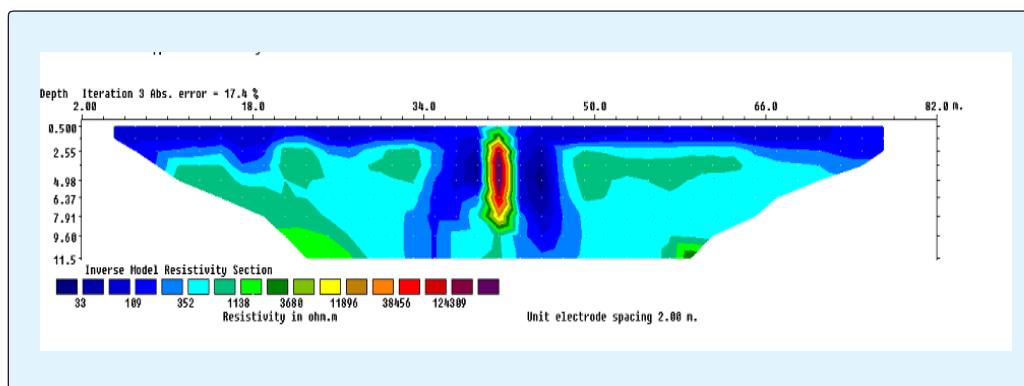 Depth Iteration 3 Abs. error = 17.4 %
2.00 18.0 34.0 50.0 66.0 82.0 m.
0.500
2.55
4.98
6.37
7.91
9.60
11.5
Inverse Model Resistivity Section
33 109 352 1138 3680 11896 38456 124309
Resistivity in ohm.m Unit electrode spacing 2.00 m.